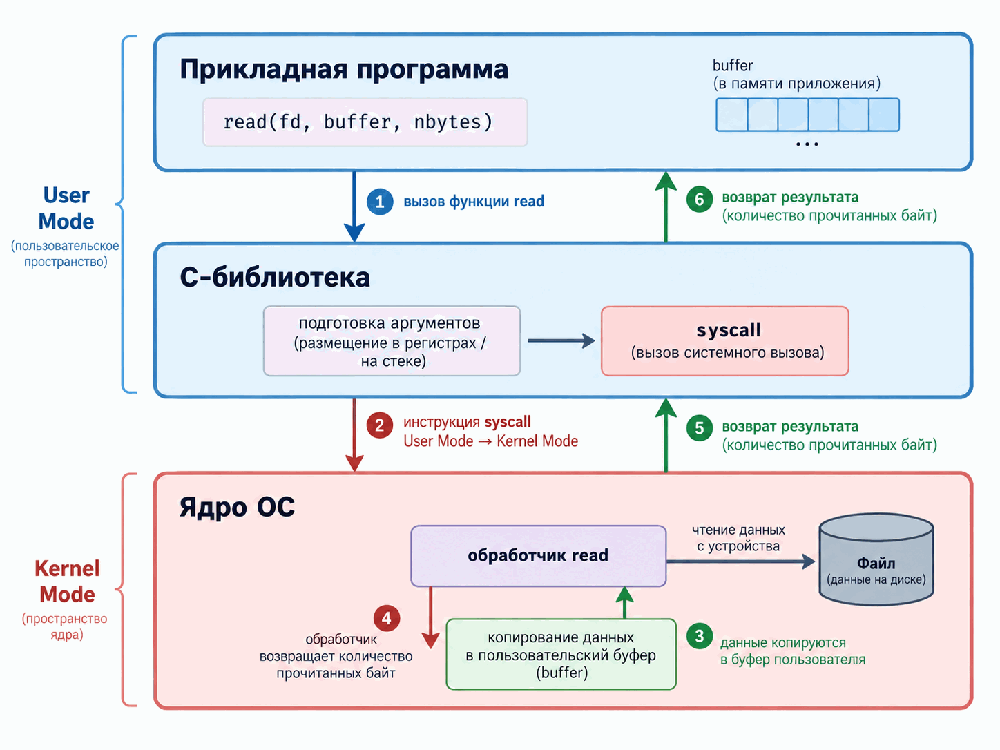 Прикладная программа
buffer
(в памяти приложения)
read(fd, buffer, nbytes)
...
User
Mode
(пользовательское
пространство)
1 вызов функции read
6 возврат результата
(количество прочитанных байт)
С-библиотека
подготовка аргументов
(размещение в регистрах /
на стеке)
syscall
(вызов системного вызова)
2 инструкция syscall
User Mode → Kernel Mode
5 возврат результата
(количество прочитанных байт)
Kernel
Mode
(пространство
ядра)
Ядро ОС
обработчик read
чтение данных
с устройства
Файл
(данные на диске)
4
обработчик
возвращает количество
прочитанных байт
копирование данных
в пользовательский буфер
(buffer)
3 данные копируются
в буфер пользователя